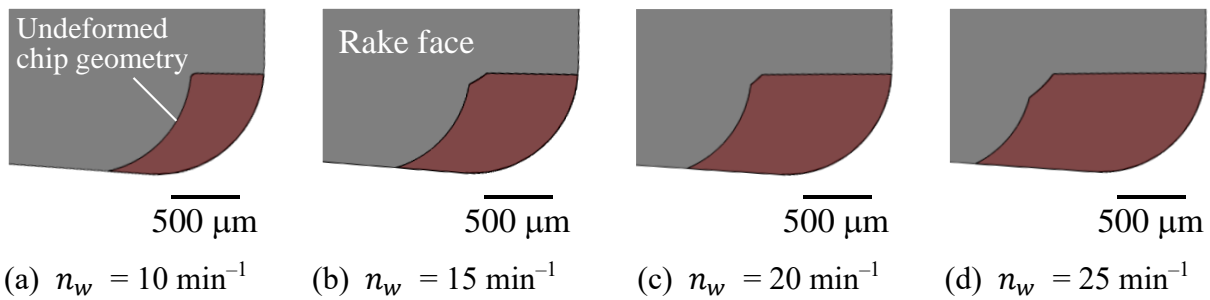 Undeformed
chip geometry
Rake face
500 μm
500 μm
500 μm
500 μm
(a) n_w = 10 min⁻¹
(b) n_w = 15 min⁻¹
(c) n_w = 20 min⁻¹
(d) n_w = 25 min⁻¹